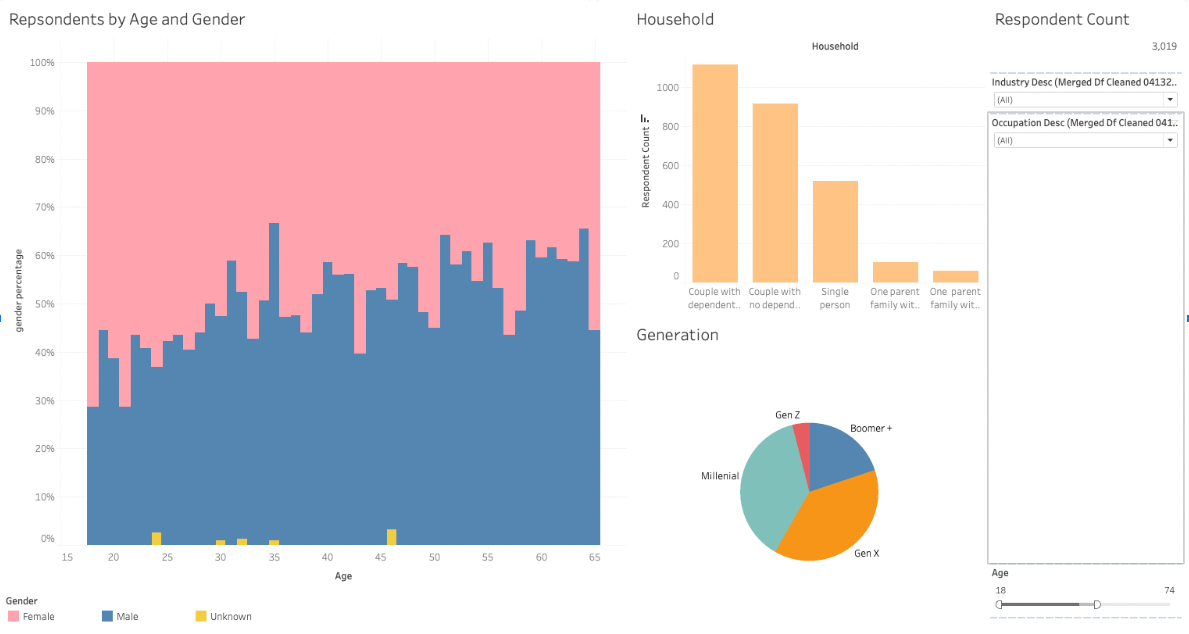 Repsondents by Age and Gender
gender percentage
100%
90%
80%
70%
60%
50%
40%
30%
20%
10%
0%
15 20 25 30 35 40 45 50 55 60 65
Age
Gender
Female Male Unknown
Household
Household
Respondent Count
1000
800
600
400
200
0
Couple with
dependent..
Couple with
no depend..
Single
person
One parent
family wit..
One parent
family wit..
Generation
Gen Z
Boomer +
Millenial
Gen X
Respondent Count
3,019
Industry Desc (Merged Df Cleaned 04132..
(All)
Occupation Desc (Merged Df Cleaned 041..
(All)
Age
18 74